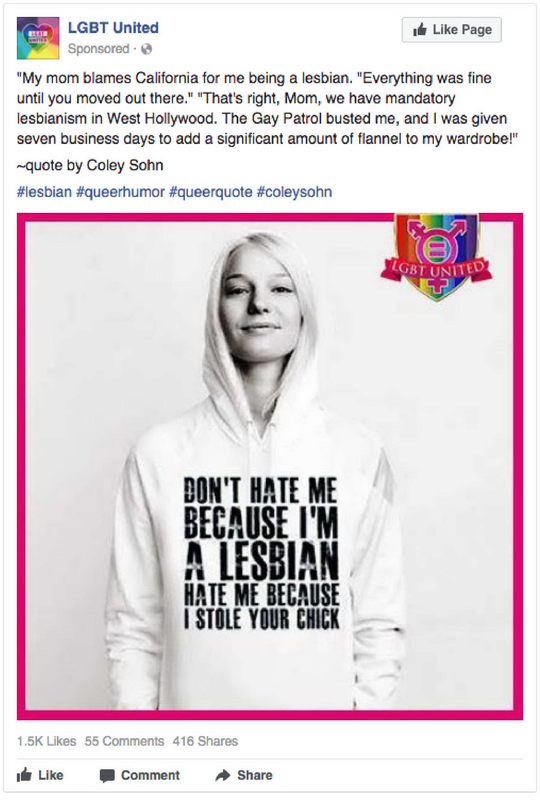 LGBT United
Sponsored ·
Like Page
"My mom blames California for me being a lesbian. "Everything was fine
until you moved out there." "That's right, Mom, we have mandatory
lesbianism in West Hollywood. The Gay Patrol busted me, and I was given
seven business days to add a significant amount of flannel to my wardrobe!"
~quote by Coley Sohn
#lesbian #queerhumor #queerquote #coleysohn
LGBT UNITED
DON'T HATE ME
BECAUSE I'M
A LESBIAN
HATE ME BECAUSE
I STOLE YOUR CHICK
1.5K Likes 55 Comments 416 Shares
Like Comment Share